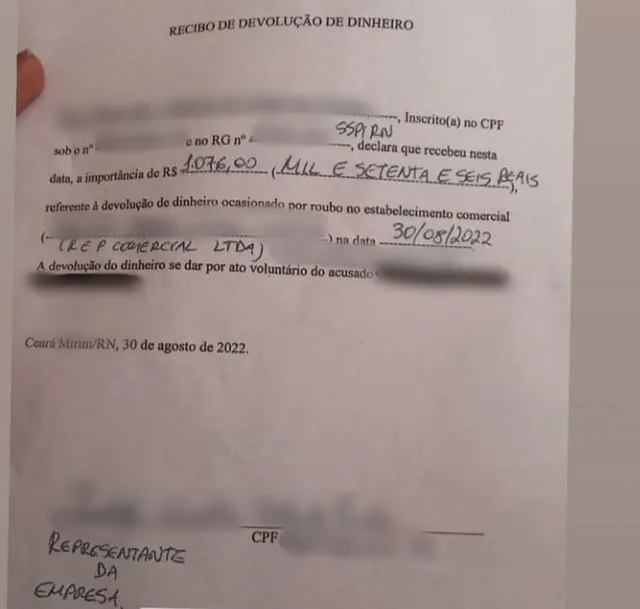 RECIBO DE DEVOLUÇÃO DE DINHEIRO
, Inscrito(a) no CPF
sob o nº e no RG nº SSP/RN, declara que recebeu nesta
data, a importância de R$ 1.076,00 (MIL E SETENTA E SEIS REAIS),
referente à devolução de dinheiro ocasionado por roubo no estabelecimento comercial
(REP COMERCIAL LTDA) na data 30/08/2022
A devolução do dinheiro se dar por ato voluntário do acusado
Ceará Mirim/RN, 30 de agosto de 2022.
CPF
REPRESENTANTE
DA
EMPRESA.